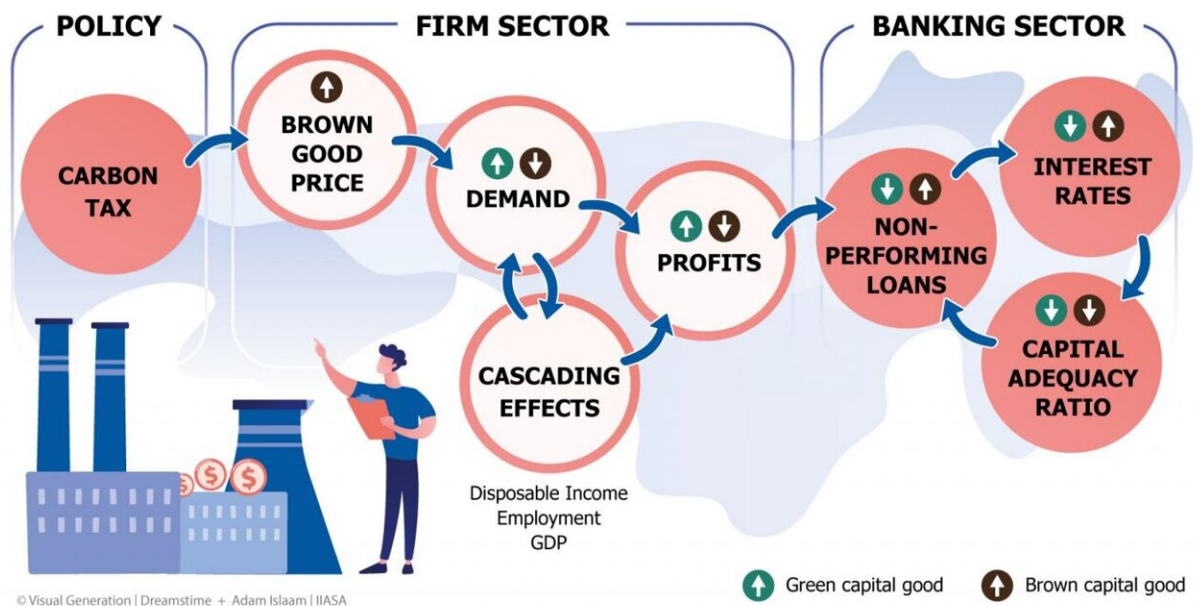 POLICY
FIRM SECTOR
BANKING SECTOR
CARBON
TAX
BROWN
GOOD
PRICE
DEMAND
CASCADING
EFFECTS
Disposable Income
Employment
GDP
PROFITS
NON-
PERFORMING
LOANS
INTEREST
RATES
CAPITAL
ADEQUACY
RATIO
$ $ $
Green capital good
Brown capital good
© Visual Generation | Dreamstime + Adam Islaam | IIASA